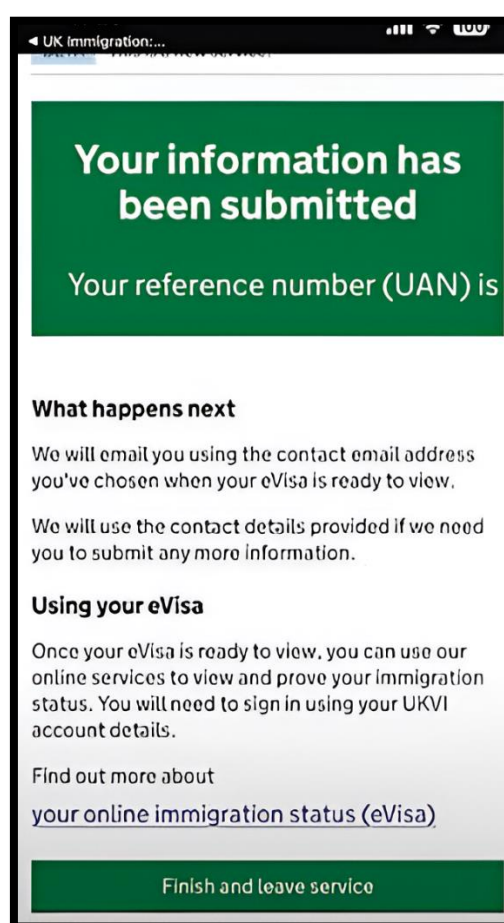 ◄ UK immigration:...
100
Your information has
been submitted
Your reference number (UAN) is
What happens next
We will email you using the contact email address
you've chosen when your eVisa is ready to view.
We will use the contact details provided if we need
you to submit any more information.
Using your eVisa
Once your eVisa is ready to view, you can use our
online services to view and prove your immigration
status. You will need to sign in using your UKVI
account details.
Find out more about
your online immigration status (eVisa)
Finish and leave service